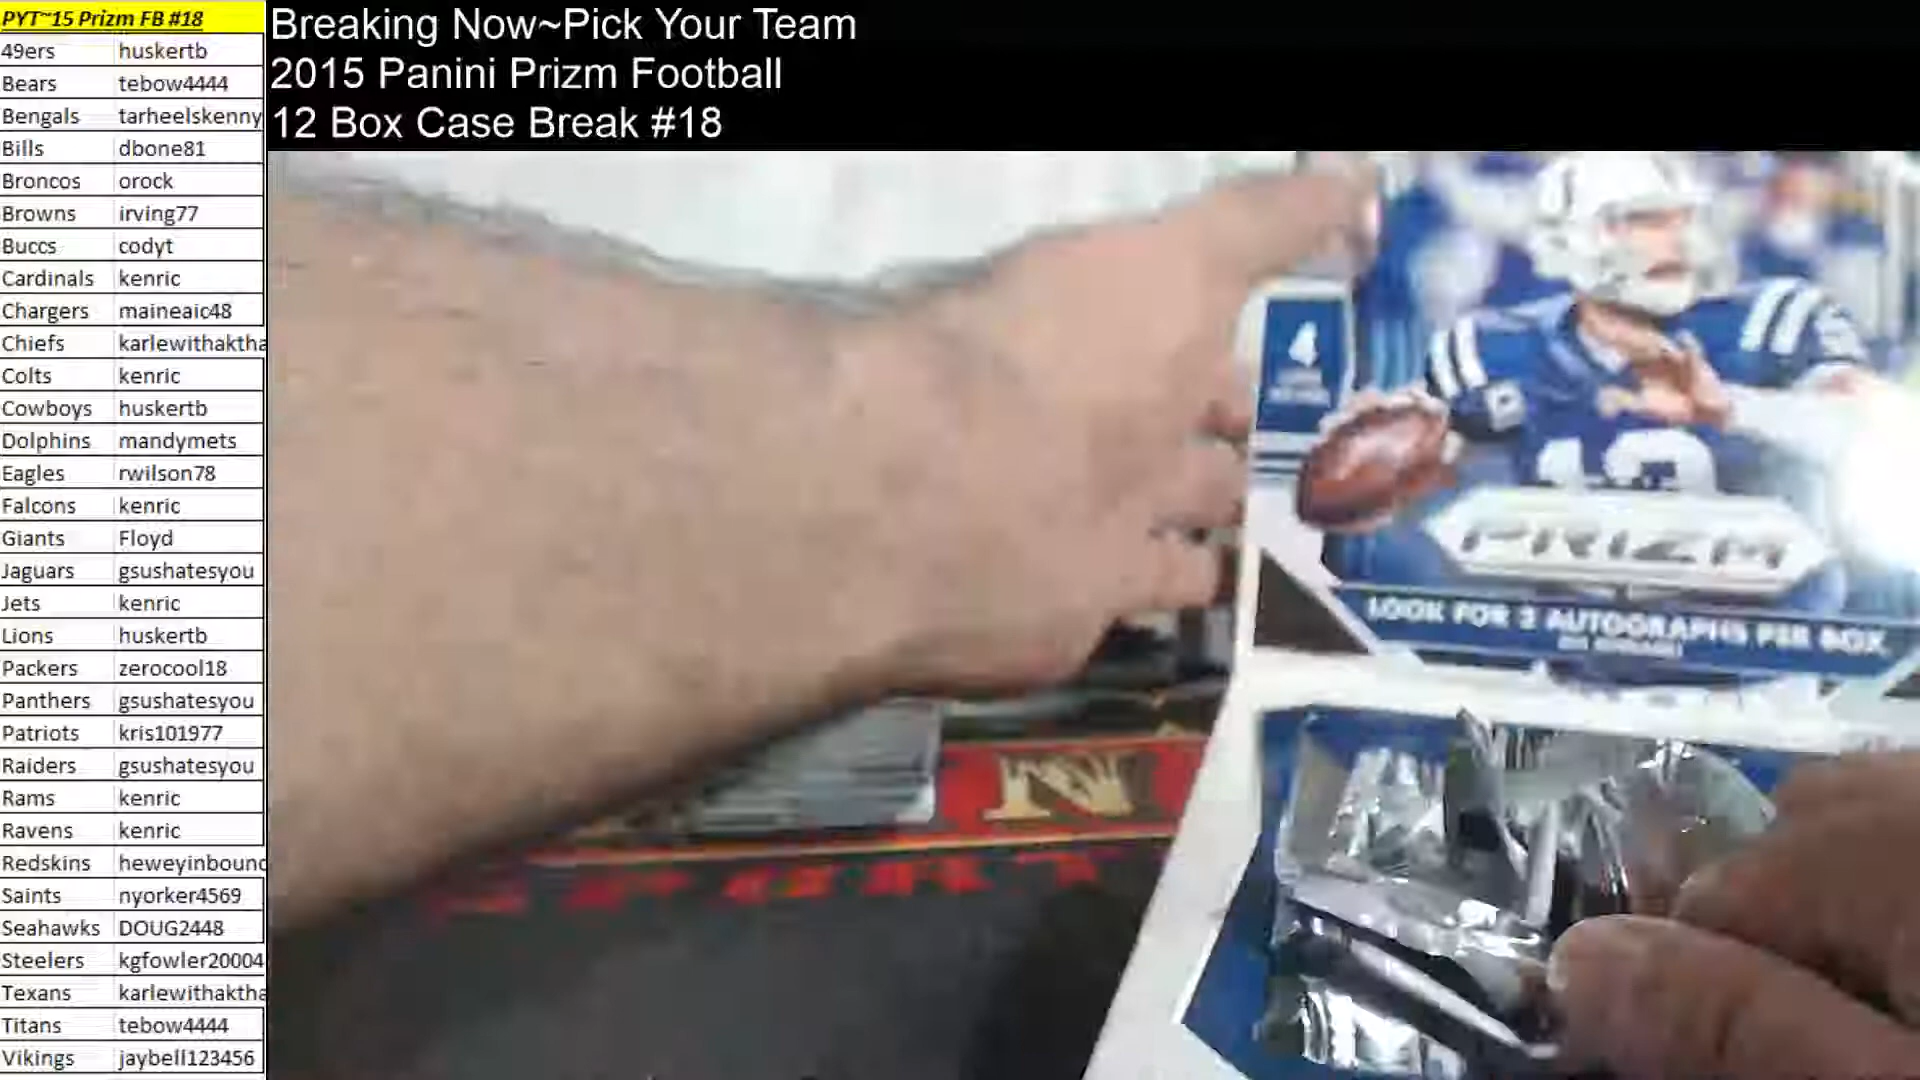 PYT~15 Prizm FB #18
49ers huskertb
Bears tebow4444
Bengals tarheelskenny
Bills dbone81
Broncos orock
Browns irving77
Buccs codyt
Cardinals kenric
Chargers maineaic48
Chiefs karlewithaktha
Colts kenric
Cowboys huskertb
Dolphins mandymets
Eagles rwilson78
Falcons kenric
Giants Floyd
Jaguars gsushatesyou
Jets kenric
Lions huskertb
Packers zerocool18
Panthers gsushatesyou
Patriots kris101977
Raiders gsushatesyou
Rams kenric
Ravens kenric
Redskins heweyinbound
Saints nyorker4569
Seahawks DOUG2448
Steelers kgfowler20004
Texans karlewithaktha
Titans tebow4444
Vikings jaybell123456
Breaking Now~Pick Your Team
2015 Panini Prizm Football
12 Box Case Break #18
4
12
PRIZM
LOOK FOR 2 AUTOGRAPHS PER BOX
N